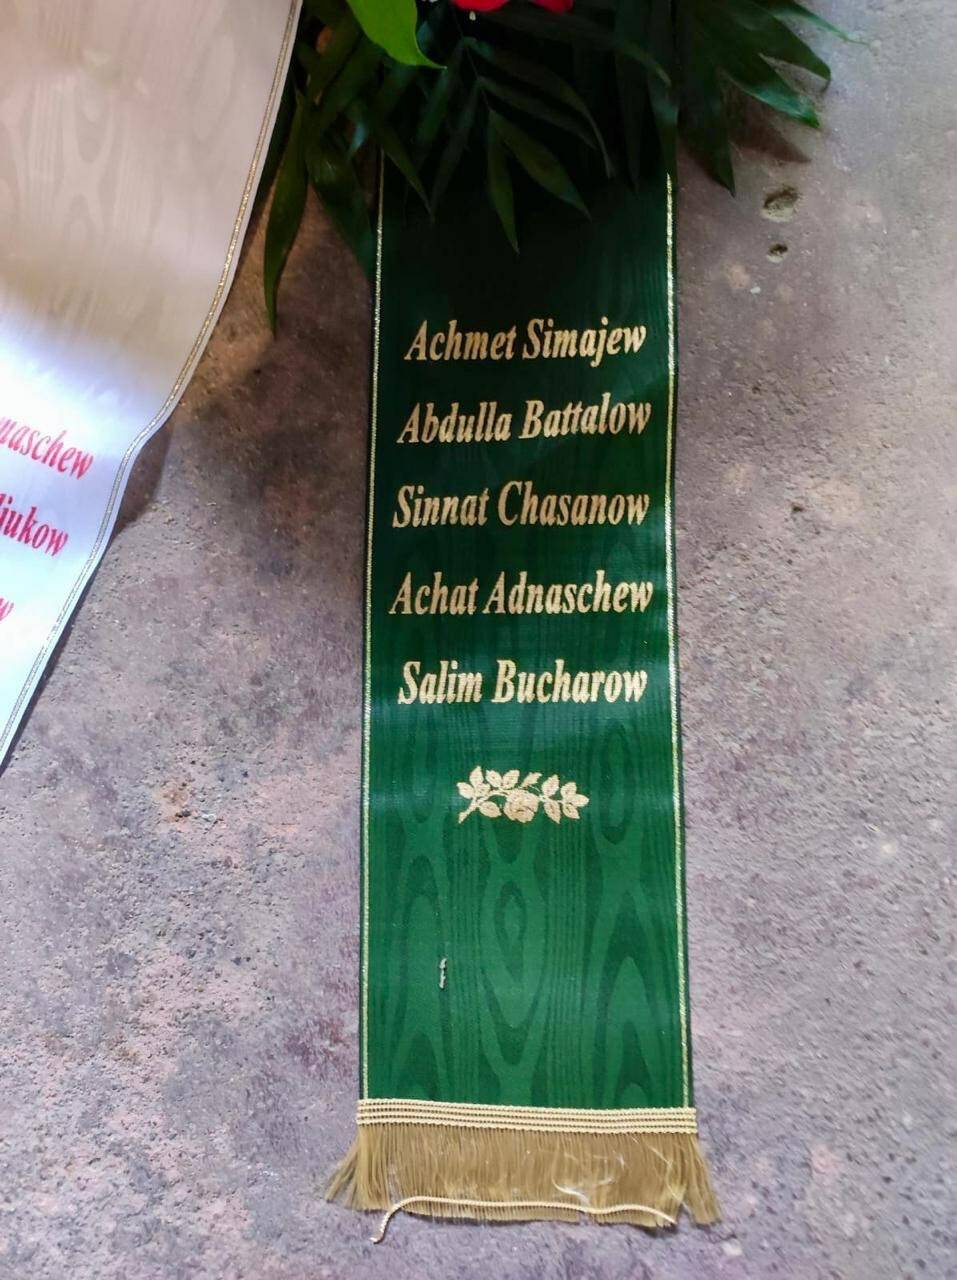 Achmet Simajew
Abdulla Battalow
Sinnat Chasanow
Achat Adnaschew
Salim Bucharow